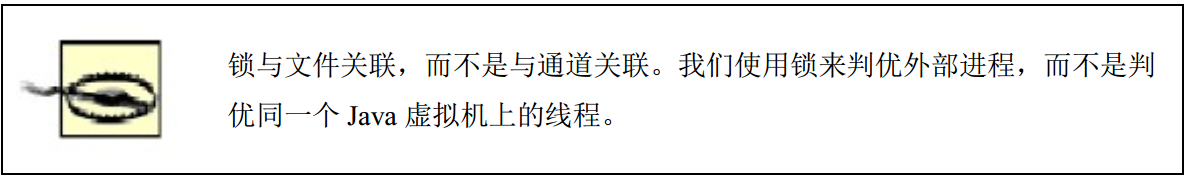 锁与文件关联，而不是与通道关联。我们使用锁来判优外部进程，而不是判
优同一个 Java 虚拟机上的线程。